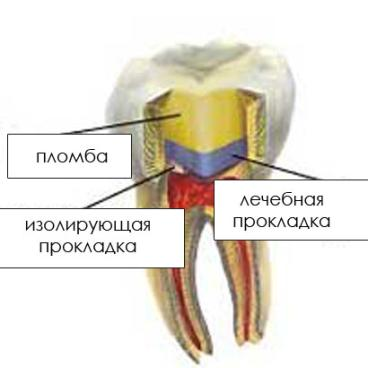 пломба
изолирующая
прокладка
лечебная
прокладка